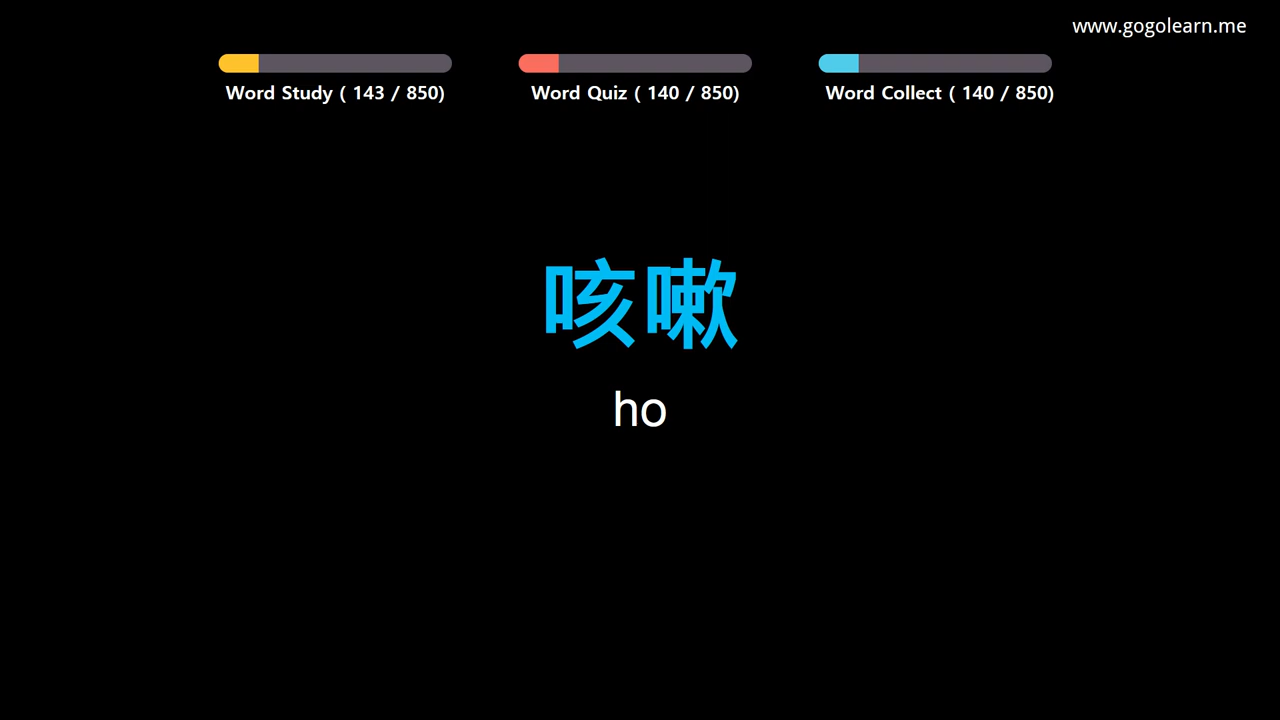 www.gogolearn.me
Word Study ( 143 / 850)
Word Quiz ( 140 / 850)
Word Collect ( 140 / 850)
咳嗽
ho